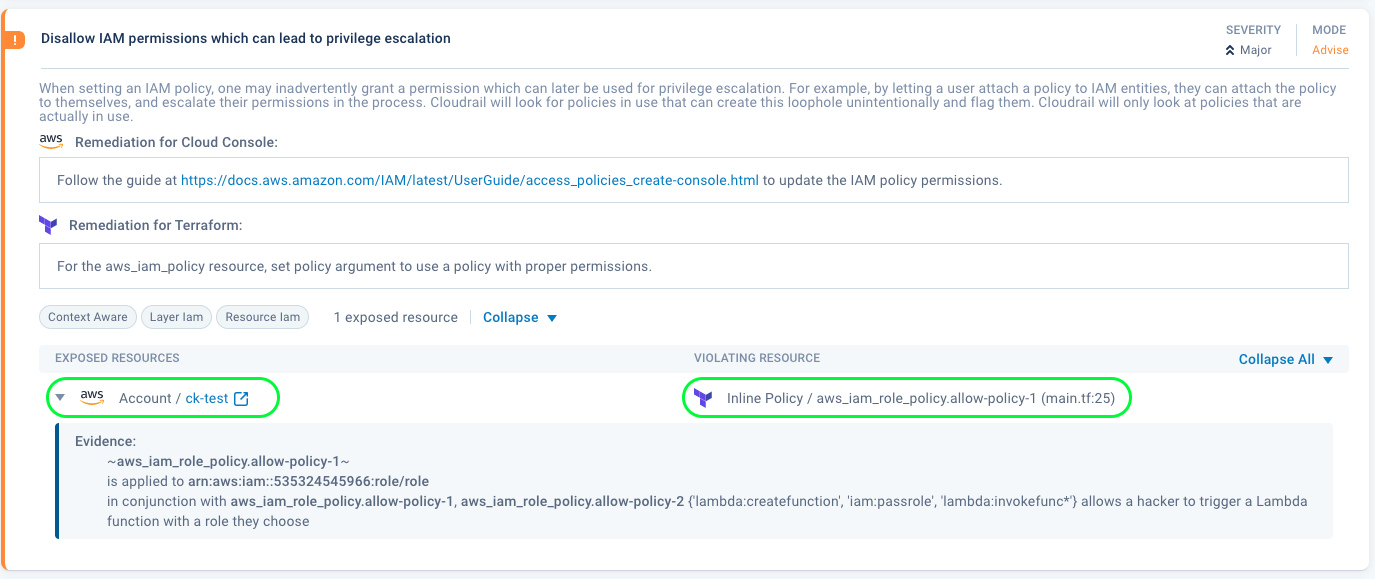 !
Disallow IAM permissions which can lead to privilege escalation
SEVERITY
Major
MODE
Advise
When setting an IAM policy, one may inadvertently grant a permission which can later be used for privilege escalation. For example, by letting a user attach a policy to IAM entities, they can attach the policy
to themselves, and escalate their permissions in the process. Cloudrail will look for policies in use that can create this loophole unintentionally and flag them. Cloudrail will only look at policies that are
actually in use.
aws Remediation for Cloud Console:
Follow the guide at https://docs.aws.amazon.com/IAM/latest/UserGuide/access_policies_create-console.html to update the IAM policy permissions.
Remediation for Terraform:
For the aws_iam_policy resource, set policy argument to use a policy with proper permissions.
Context Aware Layer Iam Resource Iam 1 exposed resource Collapse
EXPOSED RESOURCES VIOLATING RESOURCE Collapse All
aws Account / ck-test Inline Policy / aws_iam_role_policy.allow-policy-1 (main.tf:25)
Evidence:
~aws_iam_role_policy.allow-policy-1~
is applied to arn:aws:iam::535324545966:role/role
in conjunction with aws_iam_role_policy.allow-policy-1, aws_iam_role_policy.allow-policy-2 {'lambda:createfunction', 'iam:passrole', 'lambda:invokefunc*'} allows a hacker to trigger a Lambda
function with a role they choose